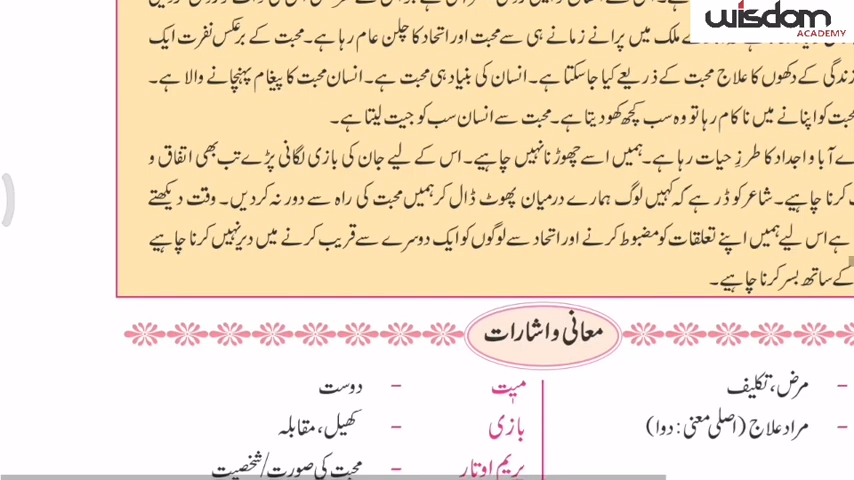 wisdom
ACADEMY
ملک میں پرانے زمانے ہی سے محبت اور اتحاد کا چلن عام رہا ہے۔ محبت کے برعکس نفرت ایک
زندگی کے دکھوں کا علاج محبت کے ذریعے کیا جاسکتا ہے۔ انسان کی بنیاد ہی محبت ہے۔ انسان محبت کا پیغام پہنچانے والا ہے۔
محبت کو اپنانے میں ناکام رہا تو وہ سب کچھ کھو دیتا ہے۔ محبت سے انسان سب کو جیت لیتا ہے۔
آبا و اجداد کا طرزِ حیات رہا ہے۔ ہمیں اسے چھوڑنا نہیں چاہیے۔ اس کے لیے جان کی بازی لگانی پڑے تب بھی اتفاق و
کرنا چاہیے۔ شاعر کو ڈر ہے کہ کہیں لوگ ہمارے درمیان پھوٹ ڈال کر ہمیں محبت کی راہ سے دور نہ کردیں۔ وقت دیکھتے
ہے اس لیے ہمیں اپنے تعلقات کو مضبوط کرنے اور اتحاد سے لوگوں کو ایک دوسرے سے قریب کرنے میں دیر نہیں کرنا چاہیے
کے ساتھ بسر کرنا چاہیے۔
معانی و اشارات
– مرض، تکلیف
– مراد علاج (اصلی معنی: دوا)
میت – دوست
بازی – کھیل، مقابلہ
پریم اوتار – محبت کی صورت/شخصیت